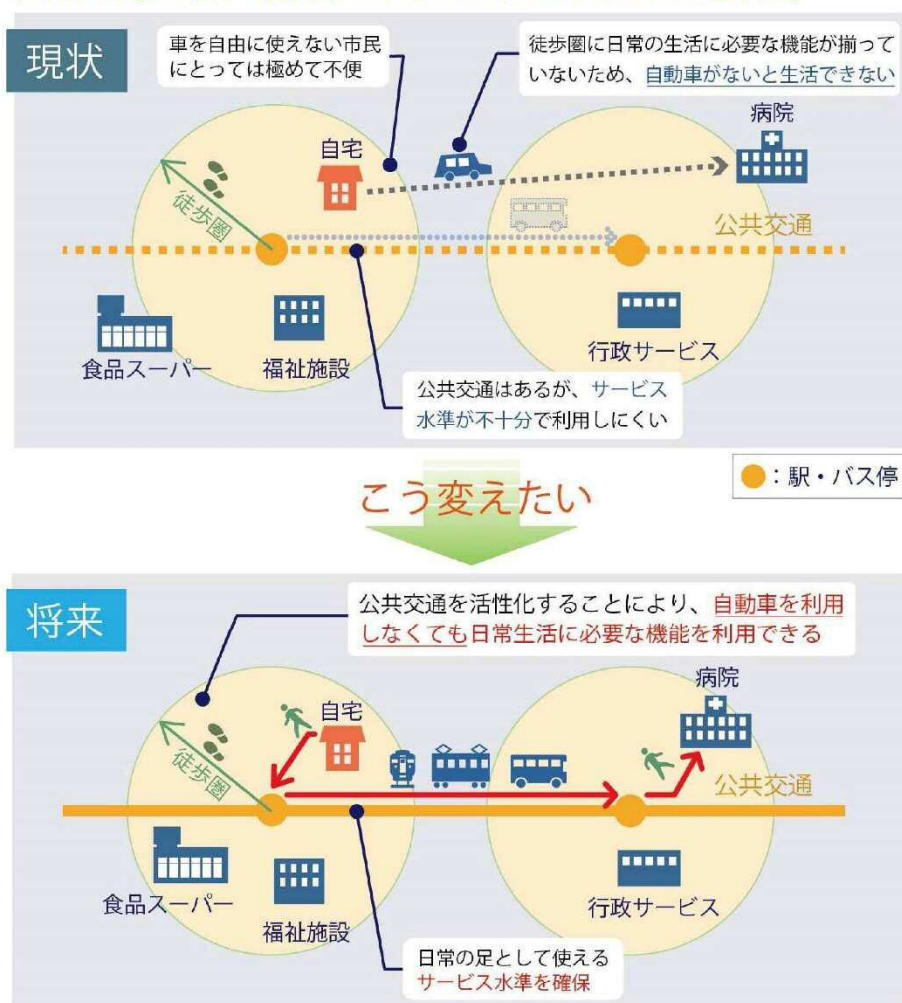 現状
車を自由に使えない市民
にとっては極めて不便
徒歩圏に日常の生活に必要な機能が揃って
いないため、自動車がないと生活できない
病院
自宅
徒歩圏
公共交通
食品スーパー
福祉施設
行政サービス
公共交通はあるが、サービス
水準が不十分で利用しにくい
●：駅・バス停
こう変えたい
将来
公共交通を活性化することにより、自動車を利用
しなくても日常生活に必要な機能を利用できる
病院
自宅
徒歩圏
公共交通
食品スーパー
福祉施設
行政サービス
日常の足として使える
サービス水準を確保